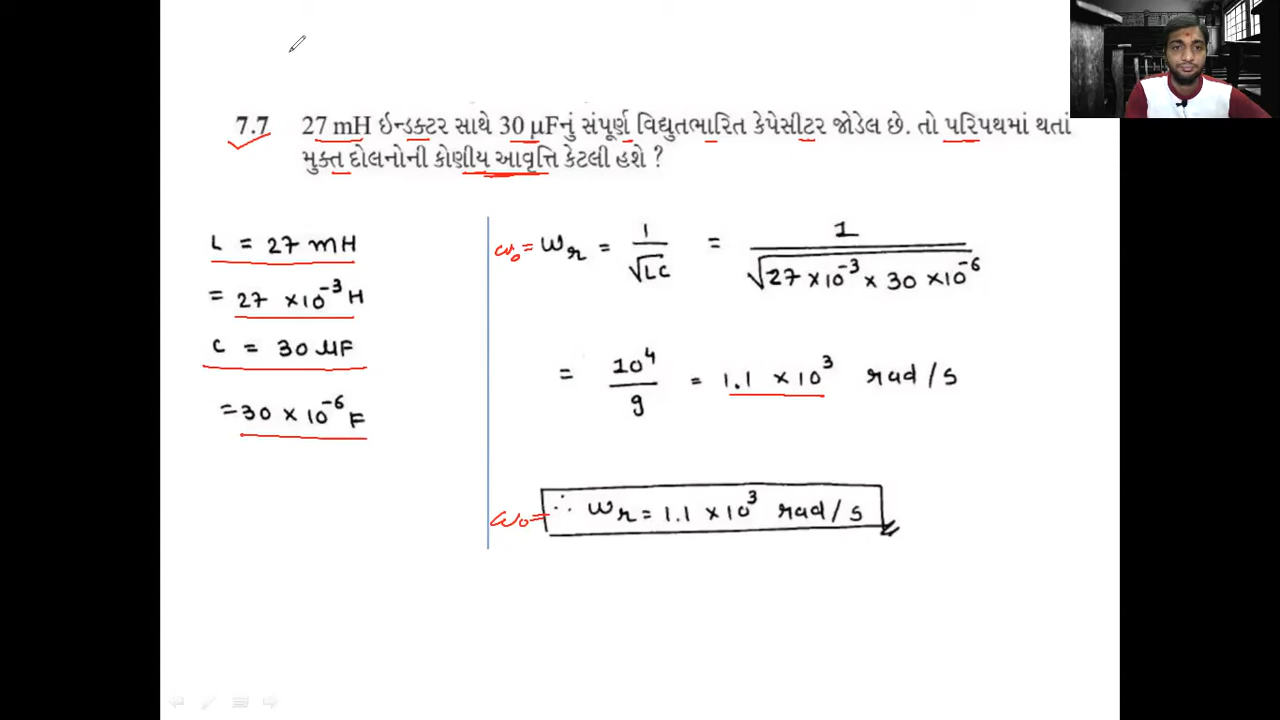 7.7 27 mH ઇન્ડક્ટર સાથે 30 μFનું સંપૂર્ણ વિદ્યુતભારિત કેપેસીટર જોડેલ છે. તો પરિપથમાં થતાં
મુક્ત દોલનોની કોણીય આવૃત્તિ કેટલી હશે ?
L = 27 mH
= 27 ×10⁻³ H
C = 30 μF
= 30 × 10⁻⁶ F
ω₀ = ωr = 1/√LC = 1/√27 ×10⁻³ × 30 ×10⁻⁶
= 10⁴/9 = 1.1 × 10³ rad/s
ω₀ = ∴ ωr = 1.1 × 10³ rad/s